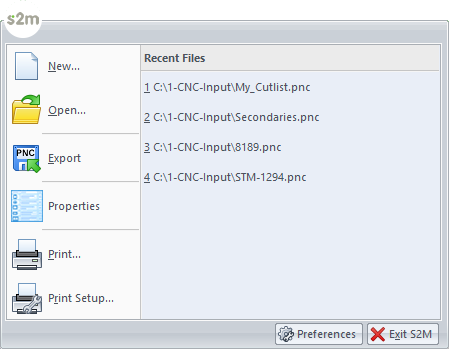 s2m
New...
Open...
PNC
Export
Properties
Print...
Print Setup...
Recent Files
1 C:\1-CNC-Input\My_Cutlist.pnc
2 C:\1-CNC-Input\Secondaries.pnc
3 C:\1-CNC-Input\8189.pnc
4 C:\1-CNC-Input\STM-1294.pnc
Preferences
Exit S2M